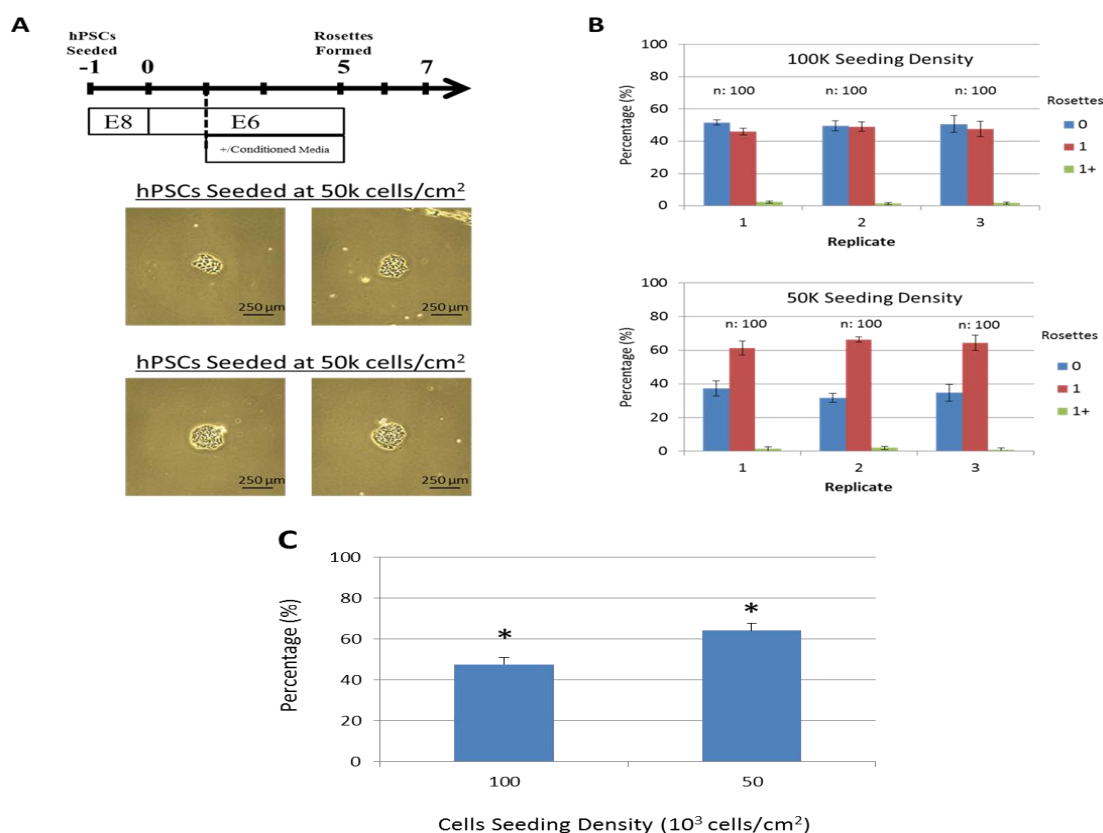 A
hPSCs
Seeded
Rosettes
Formed
-1 0 5 7
E8 E6
+/Conditioned Media
hPSCs Seeded at 50k cells/cm²
250 µm 250 µm
hPSCs Seeded at 50k cells/cm²
250 µm 250 µm
B
100K Seeding Density
n: 100 n: 100 n: 100
Percentage (%)
100
80
60
40
20
0
1 2 3
Replicate
Rosettes
0
1
1+
50K Seeding Density
n: 100 n: 100 n: 100
Percentage (%)
100
80
60
40
20
0
1 2 3
Replicate
Rosettes
0
1
1+
C
Percentage (%)
100
80
60
40
20
0
* *
100 50
Cells Seeding Density (10³ cells/cm²)